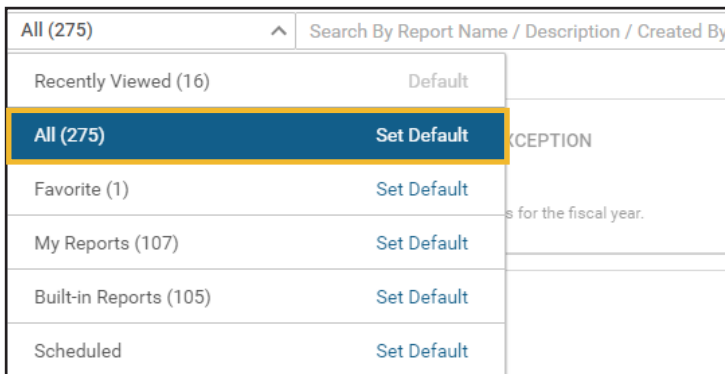 All (275) Search By Report Name / Description / Created By
Recently Viewed (16) Default
All (275) Set Default
XCEPTION
Favorite (1) Set Default
s for the fiscal year.
My Reports (107) Set Default
Built-in Reports (105) Set Default
Scheduled Set Default